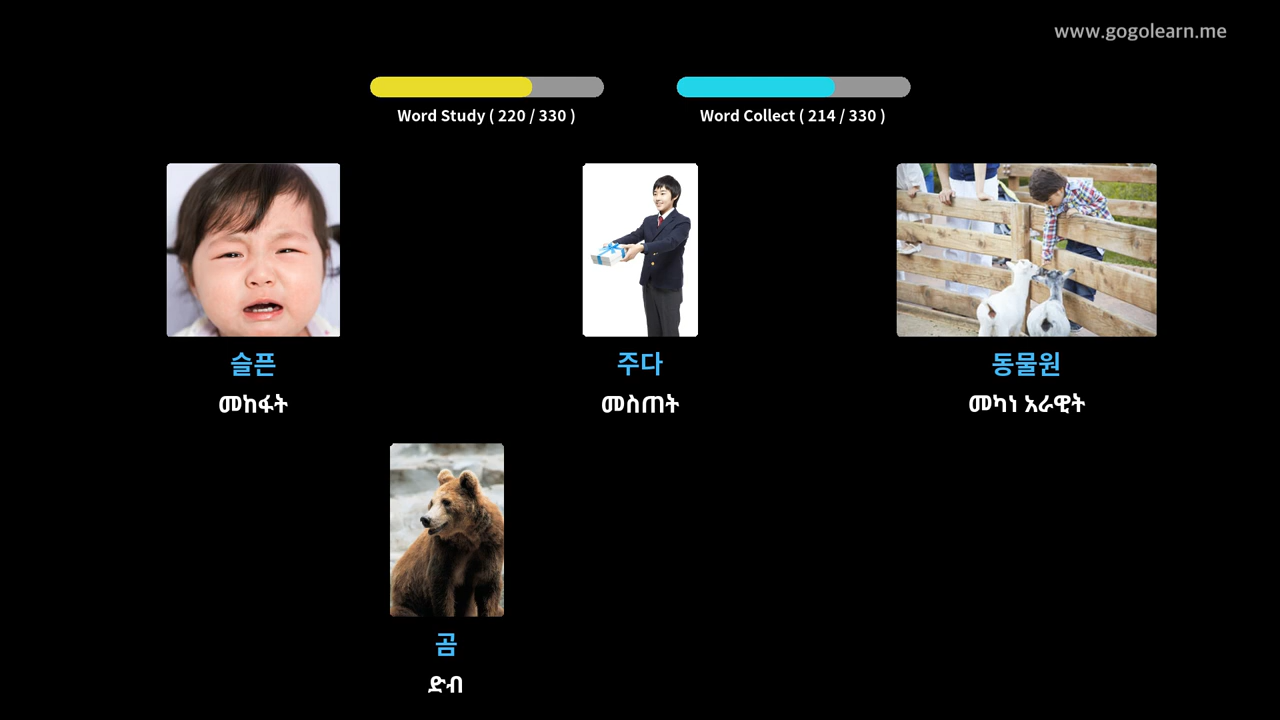 www.gogolearn.me
Word Study ( 220 / 330 )
Word Collect ( 214 / 330 )
슬픈
መከፋት
주다
መስጠት
동물원
መካነ አራዊት
곰
ድብ